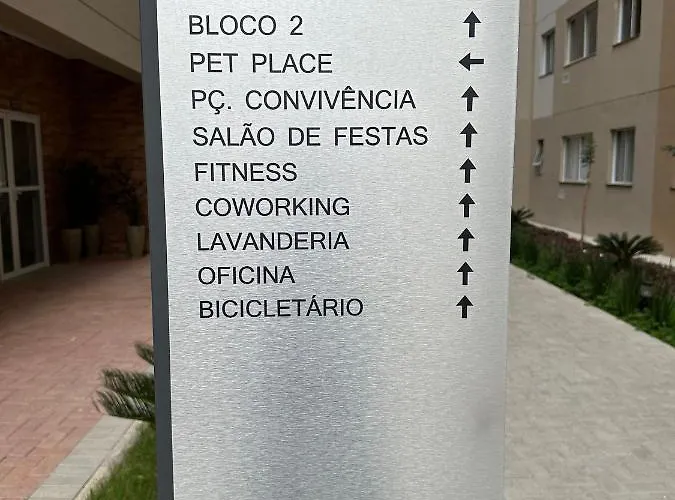 BLOCO 2 ↑
PET PLACE ←
PÇ. CONVIVÊNCIA ↑
SALÃO DE FESTAS ↑
FITNESS ↑
COWORKING ↑
LAVANDERIA ↑
OFICINA ↑
BICICLETÁRIO ↑